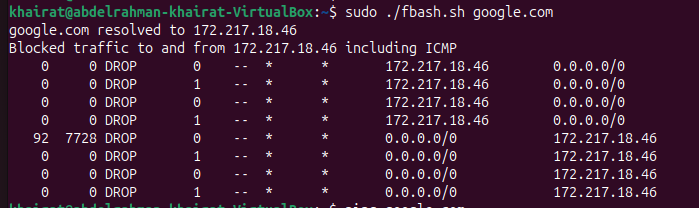 khairat@abdelrahman-khairat-VirtualBox:~$ sudo ./fbash.sh google.com
google.com resolved to 172.217.18.46
Blocked traffic to and from 172.217.18.46 including ICMP
0 0 DROP 0 -- * * 172.217.18.46 0.0.0.0/0
0 0 DROP 1 -- * * 172.217.18.46 0.0.0.0/0
0 0 DROP 0 -- * * 172.217.18.46 0.0.0.0/0
0 0 DROP 1 -- * * 172.217.18.46 0.0.0.0/0
92 7728 DROP 0 -- * * 0.0.0.0/0 172.217.18.46
0 0 DROP 1 -- * * 0.0.0.0/0 172.217.18.46
0 0 DROP 0 -- * * 0.0.0.0/0 172.217.18.46
0 0 DROP 1 -- * * 0.0.0.0/0 172.217.18.46
khairat@abdelrahman-khairat-VirtualBox:~$ ping google.com